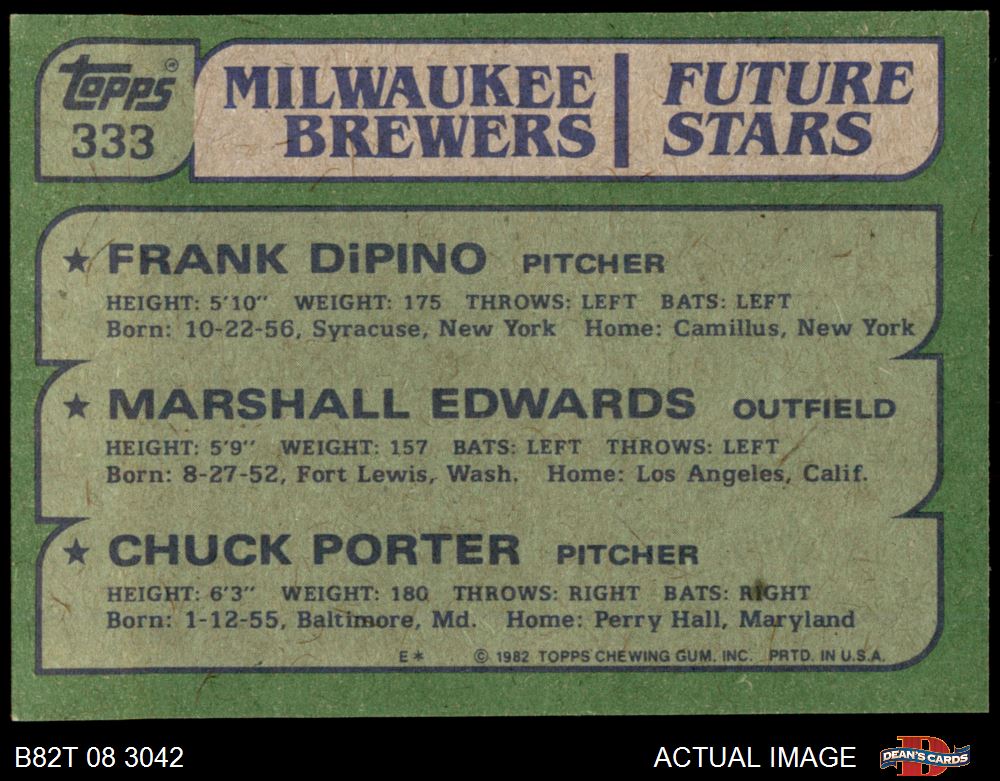 topps®
333
MILWAUKEE BREWERS
FUTURE STARS
★ FRANK DiPINO PITCHER
HEIGHT: 5'10" WEIGHT: 175 THROWS: LEFT BATS: LEFT
Born: 10-22-56, Syracuse, New York Home: Camillus, New York
★ MARSHALL EDWARDS OUTFIELD
HEIGHT: 5'9" WEIGHT: 157 BATS: LEFT THROWS: LEFT
Born: 8-27-52, Fort Lewis, Wash. Home: Los Angeles, Calif.
★ CHUCK PORTER PITCHER
HEIGHT: 6'3" WEIGHT: 180 THROWS: RIGHT BATS: RIGHT
Born: 1-12-55, Baltimore, Md. Home: Perry Hall, Maryland
E* © 1982 TOPPS CHEWING GUM, INC. PRTD. IN U.S.A.
B82T 08 3042
ACTUAL IMAGE
DEAN'S CARDS